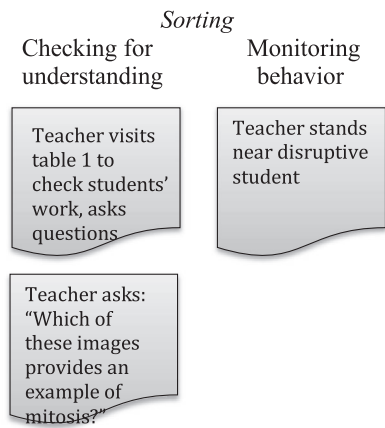 Sorting
Checking for
understanding
Monitoring
behavior
Teacher visits
table 1 to
check students’
work, asks
questions
Teacher stands
near disruptive
student
Teacher asks:
“Which of
these images
provides an
example of
mitosis?”